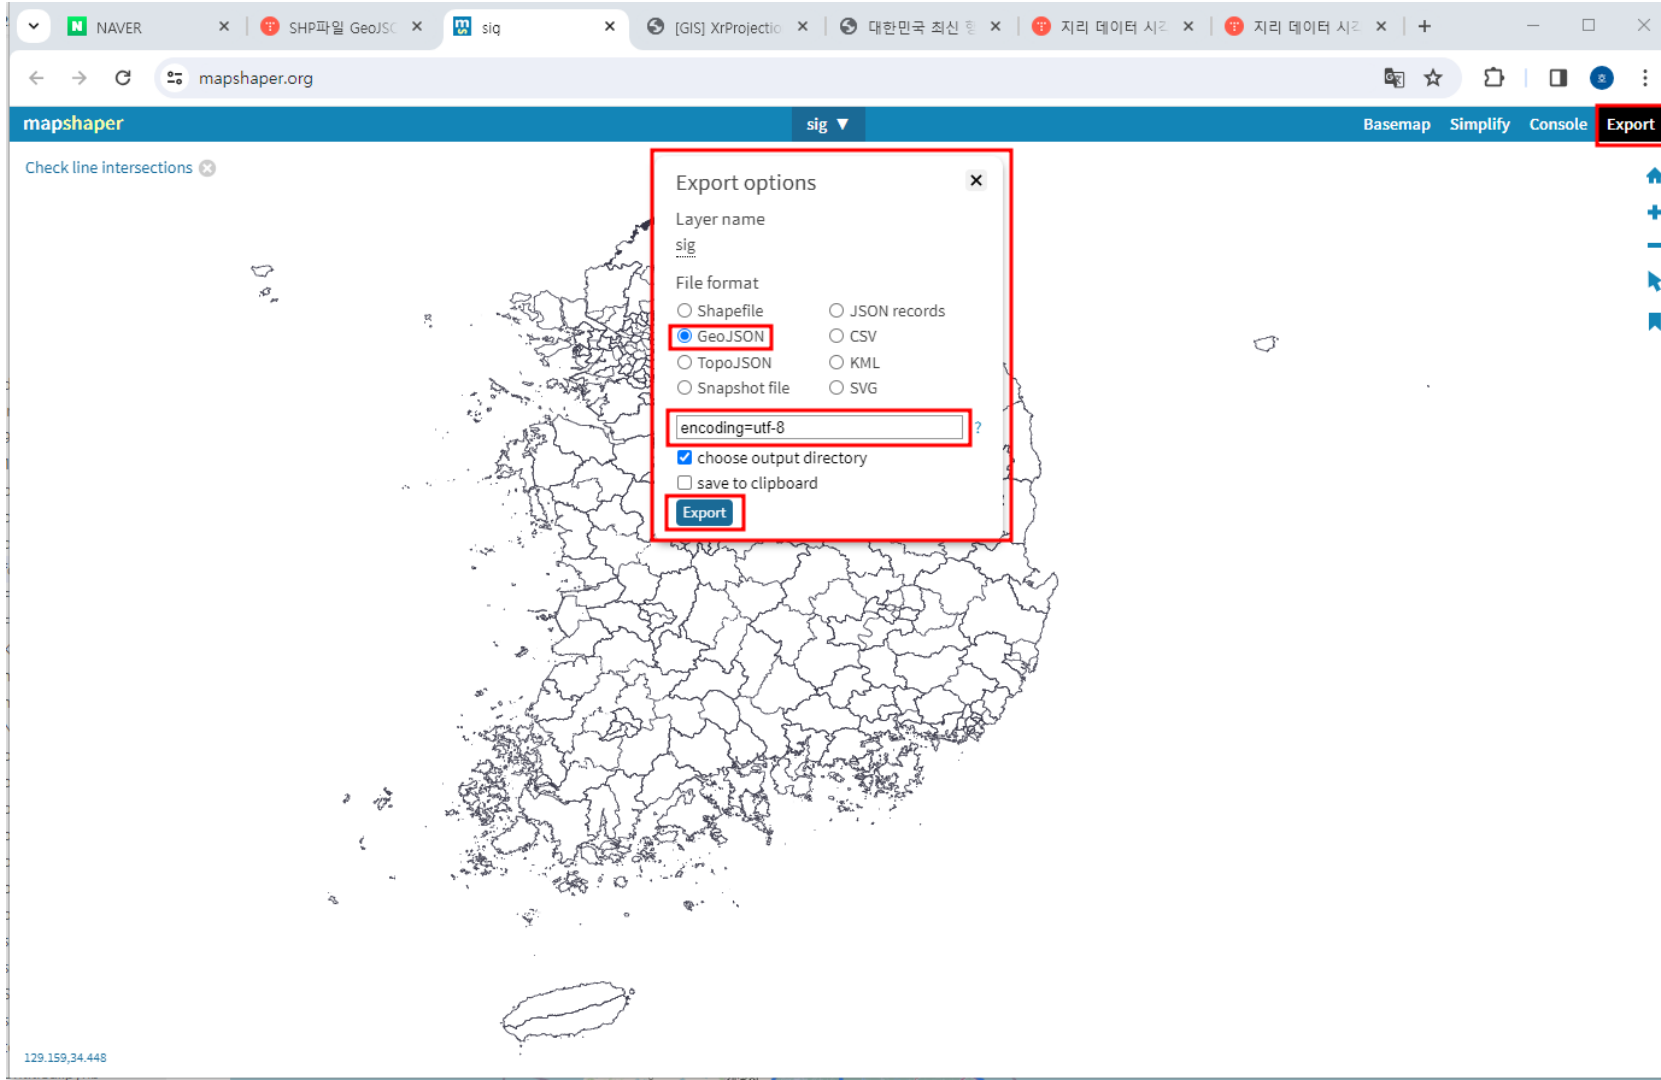 NAVER
SHP파일 GeoJSC
sig
[GIS] XrProjectio
대한민국 최신 행
지리 데이터 시각
지리 데이터 시각
mapshaper.org
mapshaper
sig ▼
Basemap
Simplify
Console
Export
Check line intersections
Export options
Layer name
sig
File format
Shapefile
JSON records
GeoJSON
CSV
TopoJSON
KML
Snapshot file
SVG
encoding=utf-8
?
choose output directory
save to clipboard
Export
129.159,34.448